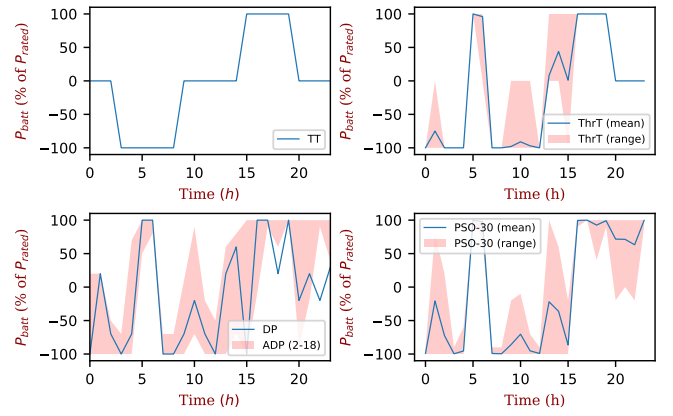 100
50
0
−50
−100
P_batt (% of P_rated)
TT
0 5 10 15 20
Time (h)
100
50
0
−50
−100
P_batt (% of P_rated)
ThrT (mean)
ThrT (range)
0 5 10 15 20
Time (h)
100
50
0
−50
−100
P_batt (% of P_rated)
DP
ADP (2-18)
0 5 10 15 20
Time (h)
100
50
0
−50
−100
P_batt (% of P_rated)
PSO-30 (mean)
PSO-30 (range)
0 5 10 15 20
Time (h)